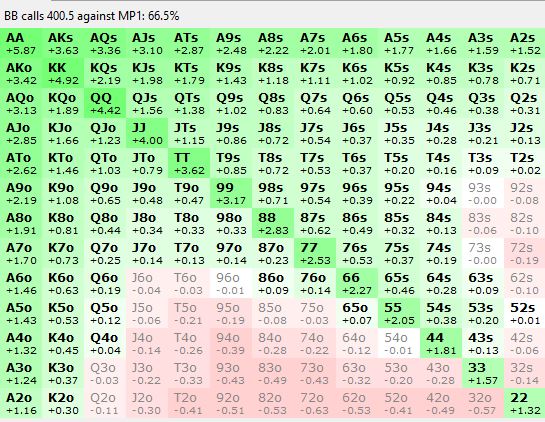 BB calls 400.5 against MP1: 66.5%
AA AKs AQs AJs ATs A9s A8s A7s A6s A5s A4s A3s A2s
+5.87 +3.63 +3.36 +3.10 +2.87 +2.48 +2.22 +2.01 +1.80 +1.77 +1.66 +1.59 +1.52
AKo KK KQs KJs KTs K9s K8s K7s K6s K5s K4s K3s K2s
+3.42 +4.92 +2.19 +1.98 +1.79 +1.43 +1.18 +1.11 +1.02 +0.92 +0.85 +0.78 +0.71
AQo KQo QQ QJs QTs Q9s Q8s Q7s Q6s Q5s Q4s Q3s Q2s
+3.13 +1.89 +4.42 +1.56 +1.38 +1.02 +0.83 +0.64 +0.60 +0.53 +0.46 +0.38 +0.31
AJo KJo QJo JJ JTs J9s J8s J7s J6s J5s J4s J3s J2s
+2.85 +1.66 +1.23 +4.00 +1.15 +0.86 +0.72 +0.54 +0.37 +0.35 +0.28 +0.21 +0.13
ATo KTo QTo JTo TT T9s T8s T7s T6s T5s T4s T3s T2s
+2.62 +1.46 +1.03 +0.79 +3.62 +0.85 +0.72 +0.53 +0.37 +0.20 +0.16 +0.09 +0.02
A9o K9o Q9o J9o T9o 99 98s 97s 96s 95s 94s 93s 92s
+2.19 +1.08 +0.65 +0.48 +0.47 +3.17 +0.71 +0.54 +0.39 +0.22 +0.04 -0.00 -0.08
A8o K8o Q8o J8o T8o 98o 88 87s 86s 85s 84s 83s 82s
+1.91 +0.81 +0.44 +0.34 +0.33 +0.33 +2.83 +0.62 +0.49 +0.32 +0.13 -0.06 -0.10
A7o K7o Q7o J7o T7o 97o 87o 77 76s 75s 74s 73s 72s
+1.70 +0.73 +0.25 +0.14 +0.13 +0.14 +0.23 +2.53 +0.53 +0.37 +0.19 -0.00 -0.19
A6o K6o Q6o J6o T6o 96o 86o 76o 66 65s 64s 63s 62s
+1.46 +0.63 +0.19 -0.04 -0.03 -0.01 +0.09 +0.14 +2.27 +0.46 +0.28 +0.09 -0.10
A5o K5o Q5o J5o T5o 95o 85o 75o 65o 55 54s 53s 52s
+1.43 +0.53 +0.12 -0.06 -0.21 -0.19 -0.08 -0.03 +0.07 +2.05 +0.38 +0.20 +0.01
A4o K4o Q4o J4o T4o 94o 84o 74o 64o 54o 44 43s 42s
+1.32 +0.45 +0.04 -0.14 -0.26 -0.39 -0.28 -0.22 -0.12 -0.01 +1.81 +0.13 -0.06
A3o K3o Q3o J3o T3o 93o 83o 73o 63o 53o 43o 33 32s
+1.24 +0.37 -0.03 -0.22 -0.33 -0.43 -0.49 -0.43 -0.32 -0.20 -0.28 +1.57 -0.14
A2o K2o Q2o J2o T2o 92o 82o 72o 62o 52o 42o 32o 22
+1.16 +0.30 -0.11 -0.30 -0.41 -0.51 -0.53 -0.63 -0.53 -0.41 -0.49 -0.57 +1.32